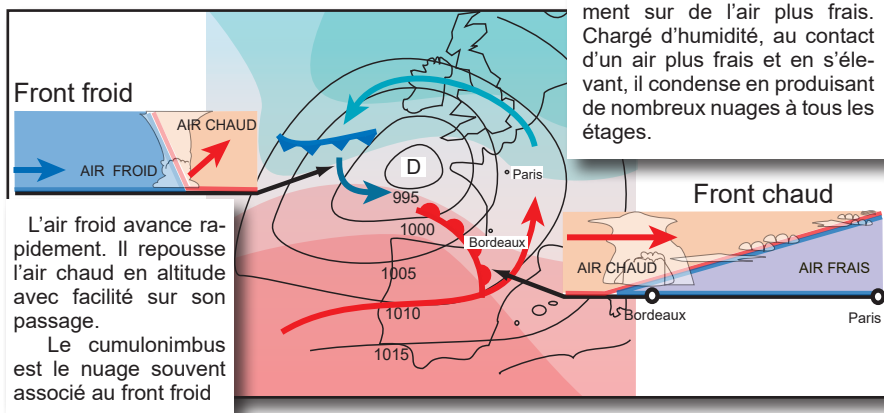 ment sur de l'air plus frais.
Chargé d'humidité, au contact
d'un air plus frais et en s'éle-
vant, il condense en produisant
de nombreux nuages à tous les
étages.
Front froid
AIR CHAUD
AIR FROID
L'air froid avance ra-
pidement. Il repousse
l'air chaud en altitude
avec facilité sur son
passage.
Le cumulonimbus
est le nuage souvent
associé au front froid
D
Paris
995
1000
Bordeaux
1005
1010
1015
Front chaud
AIR CHAUD
AIR FRAIS
Bordeaux
Paris